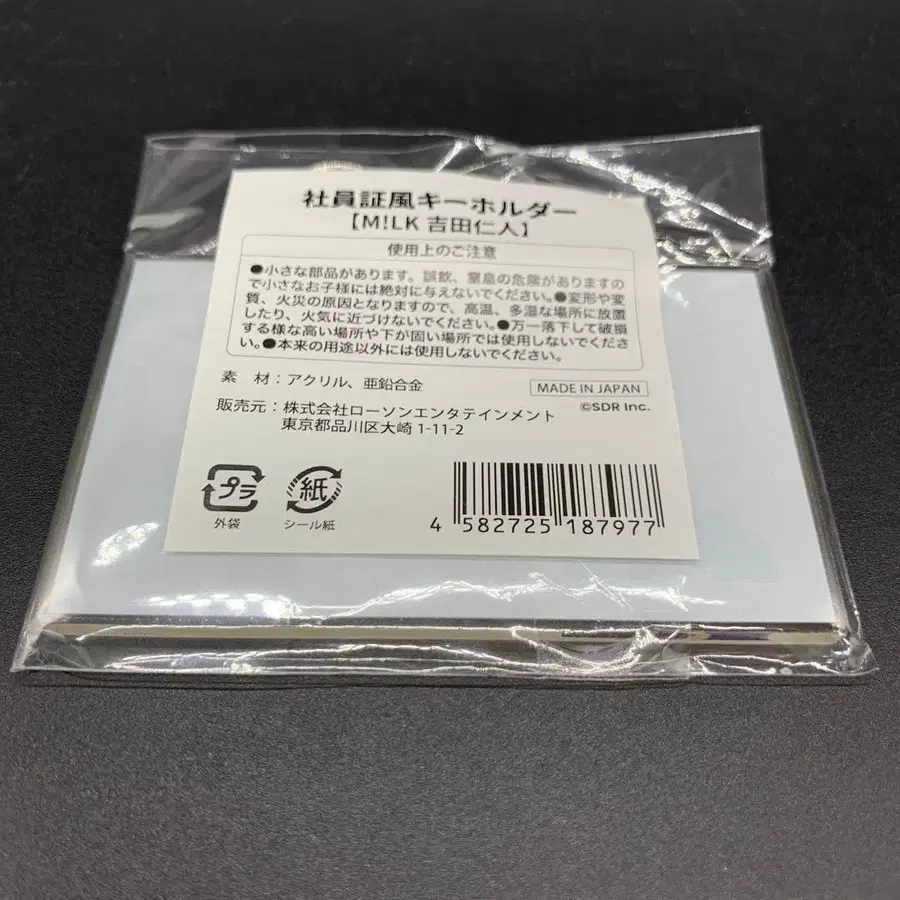 社員証風キーホルダー
【M!LK 吉田仁人】
使用上のご注意
●小さな部品があります。誤飲、窒息の危険がありますの
で小さなお子様には絶対に与えないでください。●変形や変
質、火災の原因となりますので、高温、多湿な場所に放置
したり、火気に近づけないでください。●万一落下して破損
する様な高い場所や下が固い場所では使用しないでくださ
い。●本来の用途以外には使用しないでください。
素 材：アクリル、亜鉛合金
MADE IN JAPAN
©SDR Inc.
販売元：株式会社ローソンエンタテインメント
東京都品川区大崎 1-11-2
プラ
外袋
紙
シール紙
4 582725 187977